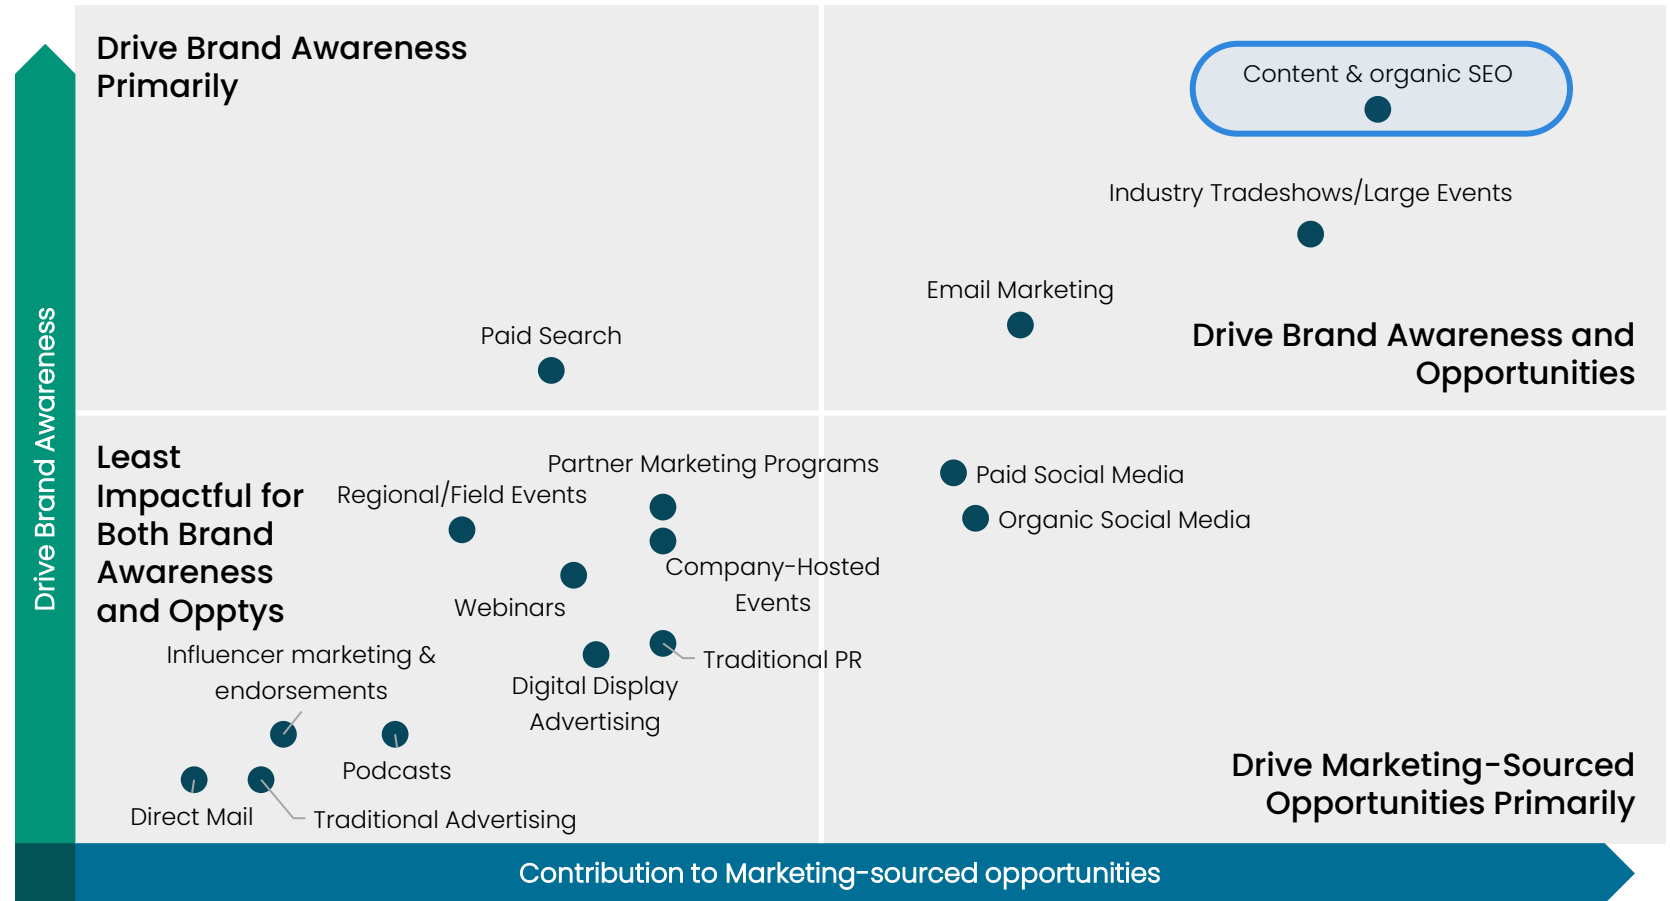 Drive Brand Awareness
Primarily
Content & organic SEO
Industry Tradeshows/Large Events
Email Marketing
Paid Search
Drive Brand Awareness and
Opportunities
Drive Brand Awareness
Least
Impactful for
Both Brand
Awareness
and Opptys
Partner Marketing Programs
Regional/Field Events
Paid Social Media
Organic Social Media
Company-Hosted
Events
Webinars
Influencer marketing &
endorsements
Traditional PR
Digital Display
Advertising
Podcasts
Direct Mail
Traditional Advertising
Drive Marketing-Sourced
Opportunities Primarily
Contribution to Marketing-sourced opportunities